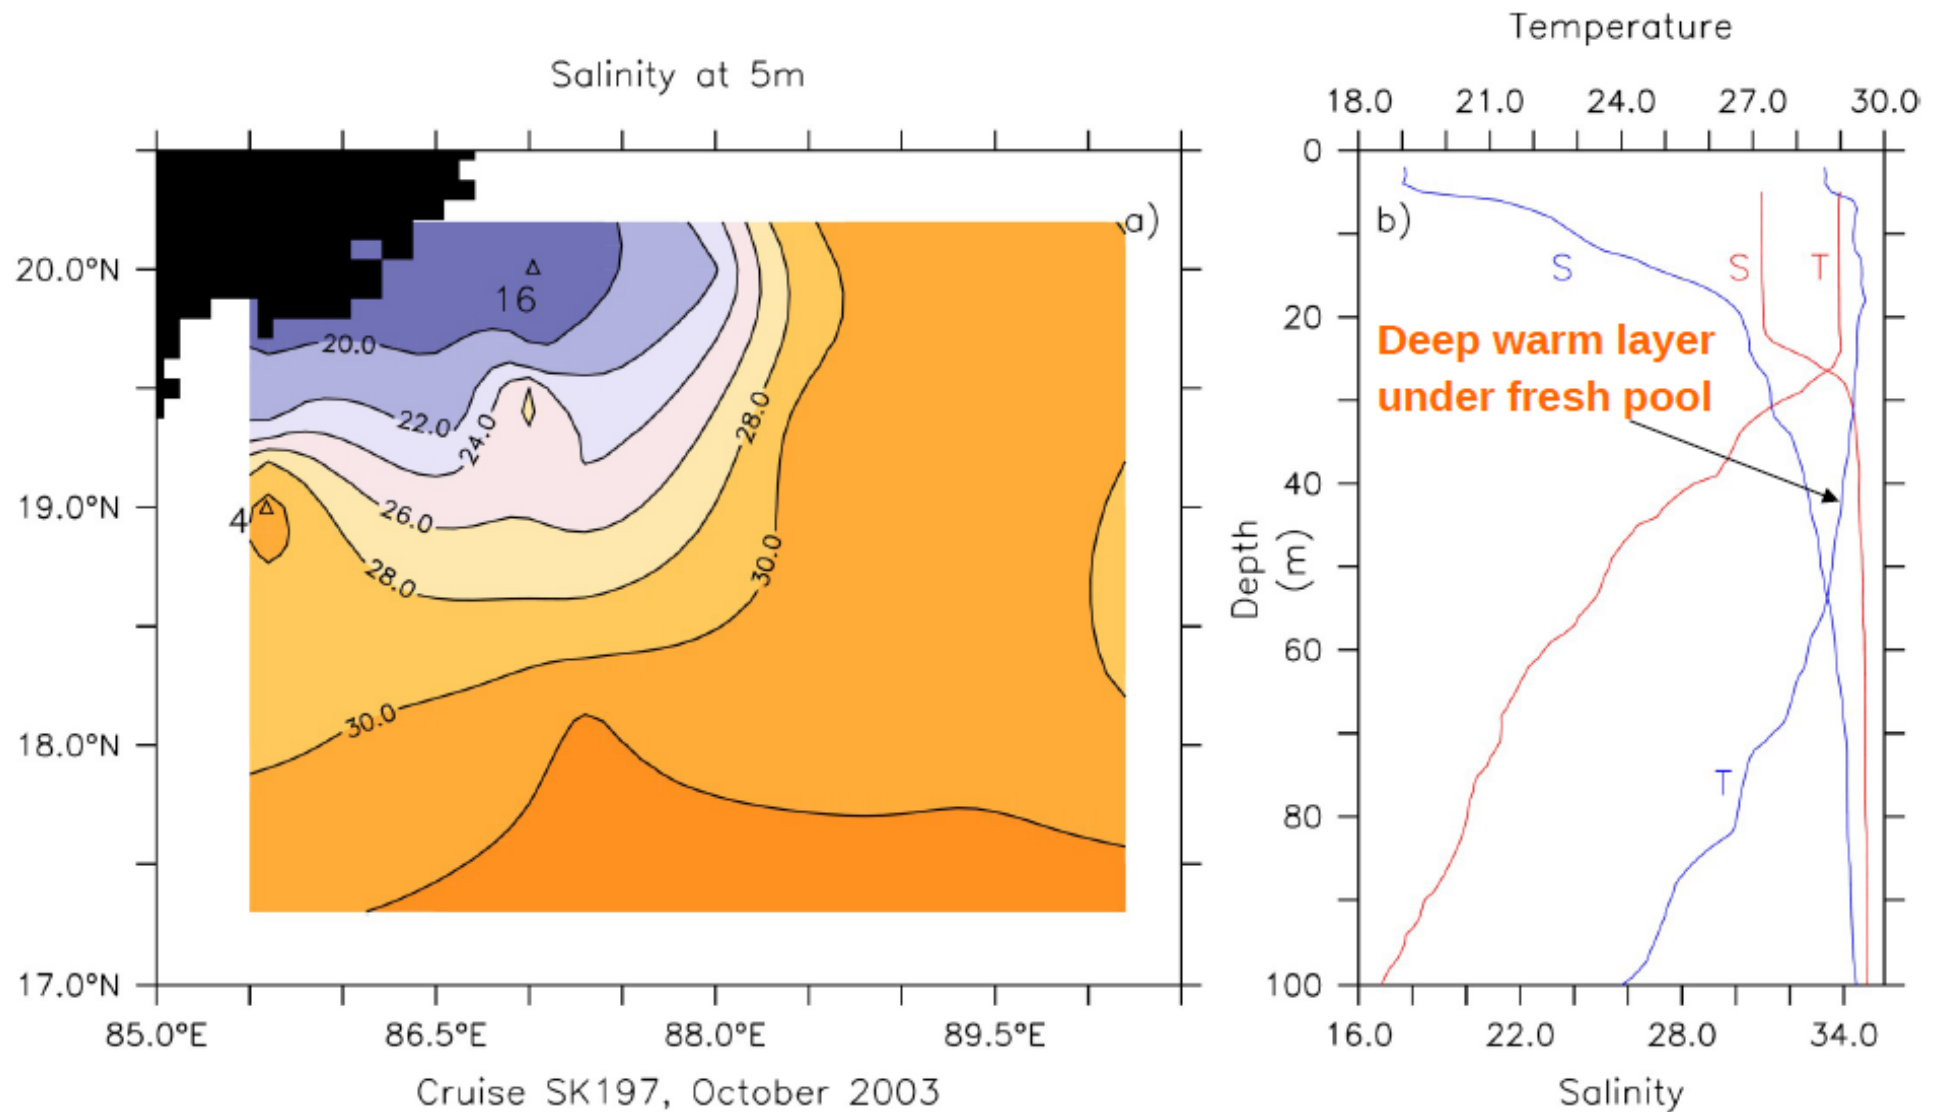 Salinity at 5m
20.0°N
19.0°N
18.0°N
17.0°N
85.0°E
86.5°E
88.0°E
89.5°E
Cruise SK197, October 2003
a)
16
4
20.0
22.0
24.0
26.0
28.0
28.0
30.0
30.0
Temperature
18.0
21.0
24.0
27.0
30.0
b)
S
S
T
T
Deep warm layer
under fresh pool
Depth
(m)
0
20
40
60
80
100
16.0
22.0
28.0
34.0
Salinity